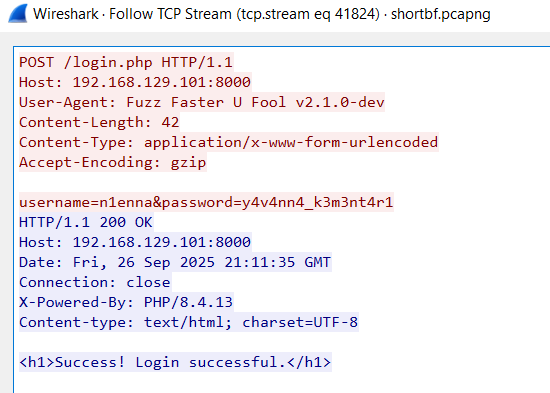 Wireshark · Follow TCP Stream (tcp.stream eq 41824) · shortbf.pcapng
POST /login.php HTTP/1.1
Host: 192.168.129.101:8000
User-Agent: Fuzz Faster U Fool v2.1.0-dev
Content-Length: 42
Content-Type: application/x-www-form-urlencoded
Accept-Encoding: gzip
username=n1enna&password=y4v4nn4_k3m3nt4r1
HTTP/1.1 200 OK
Host: 192.168.129.101:8000
Date: Fri, 26 Sep 2025 21:11:35 GMT
Connection: close
X-Powered-By: PHP/8.4.13
Content-type: text/html; charset=UTF-8
<h1>Success! Login successful.</h1>